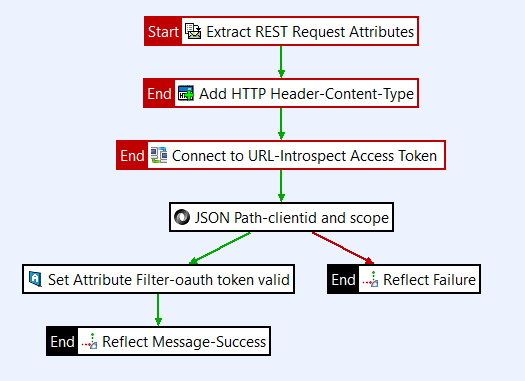 Start Extract REST Request Attributes
End Add HTTP Header-Content-Type
End Connect to URL-Introspect Access Token
JSON Path-clientid and scope
Set Attribute Filter-oauth token valid
End Reflect Failure
End Reflect Message-Success